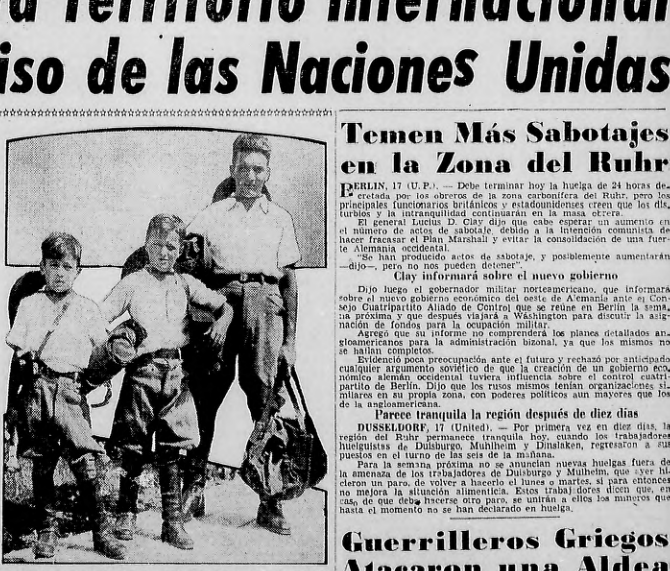 Territorio Internacional
de las Naciones Unidas
Temen Más Sabotajes
en la Zona del Ruhr
BERLIN, 17 (U. P.). — Debe terminar hoy la huelga de 24 horas de-
cretada por los obreros de la zona carbonífera del Ruhr, pero los
principales funcionarios británicos y estadounidenses creen que los dis-
turbios y la intranquilidad continuarán en la masa obrera.
El general Lucius D. Clay dijo que cabe esperar un aumento en
el número de actos de sabotaje, debido a la intención comunista de
hacer fracasar el Plan Marshall y evitar la consolidación de una fuer-
te Alemania occidental.
"Se han producido actos de sabotaje, y posiblemente aumentarán
—dijo—, pero no nos pueden detener".
Clay informará sobre el nuevo gobierno
Dijo luego el gobernador militar norteamericano, que informará
sobre el nuevo gobierno económico del oeste de Alemania ante el Con-
sejo Cuatripartito Aliado de Control que se reúne en Berlín la sema-
na próxima y que después viajará a Wáshington para discutir la asig-
nación de fondos para la ocupación militar.
Agregó que su informe no comprenderá los planes detallados an-
gloamericanos para la administración bizonal, ya que los mismos no
se hallan completos.
Evidenció poca preocupación ante el futuro y rechazó por anticipado
cualquier argumento soviético de que la creación de un gobierno eco-
nómico alemán occidental tuviera influencia sobre el control cuatri-
partito de Berlín. Dijo que los rusos mismos tenían organizaciones si-
milares en su propia zona, con poderes políticos aun mayores que los
de la angloamericana.
Parece tranquila la región después de diez días
DUSSELDORF, 17 (United). — Por primera vez en diez días, la
región del Ruhr permanece tranquila hoy, cuando los trabajadores
huelguistas de Duisburgo, Muhlheim y Dinslaken, regresaron a sus
puestos en el turno de las seis de la mañana.
Para la semana próxima no se anuncian nuevas huelgas fuera de
la amenaza de los trabajadores de Duisburgo y Mulheim, que ayer hi-
cieron un paro, de volver a hacerlo el lunes o martes, si para entonces
no mejora la situación alimenticia. Estos trabajadores dicen que, en
caso de que deba hacerse otro paro, se unirán a ellos los mineros que
hasta el momento no se han declarado en huelga.
Guerrilleros Griegos
Atacaron una Aldea